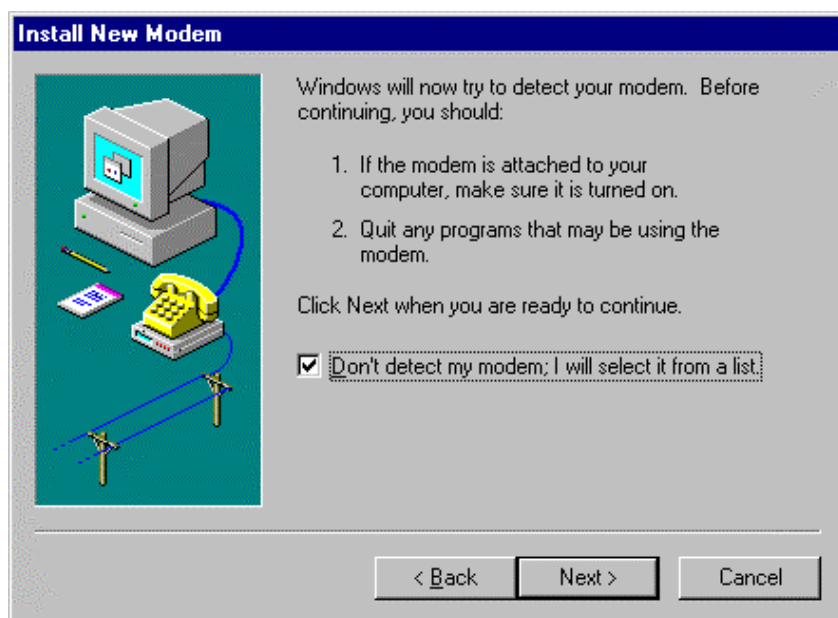 Install New Modem
Windows will now try to detect your modem.  Before
continuing, you should:
1.  If the modem is attached to your
computer, make sure it is turned on.
2.  Quit any programs that may be using the
modem.
Click Next when you are ready to continue.
Don't detect my modem; I will select it from a list.
< Back
Next >
Cancel